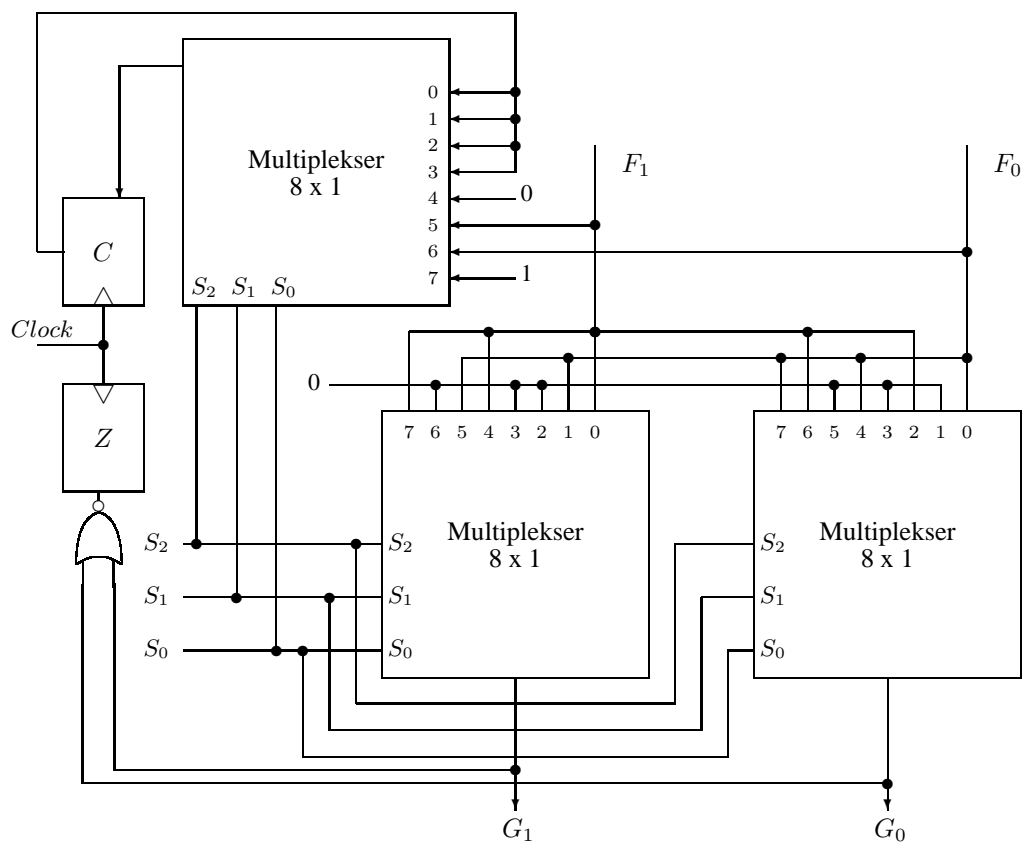 0
1
2
3
4 0
5
6
7 1
Multiplekser
8 x 1
S2 S1 S0
F1
F0
C
Clock
Z
0
7 6 5 4 3 2 1 0
7 6 5 4 3 2 1 0
S2
S1
S0
S2
S1
S0
Multiplekser
8 x 1
S2
S1
S0
Multiplekser
8 x 1
G1
G0